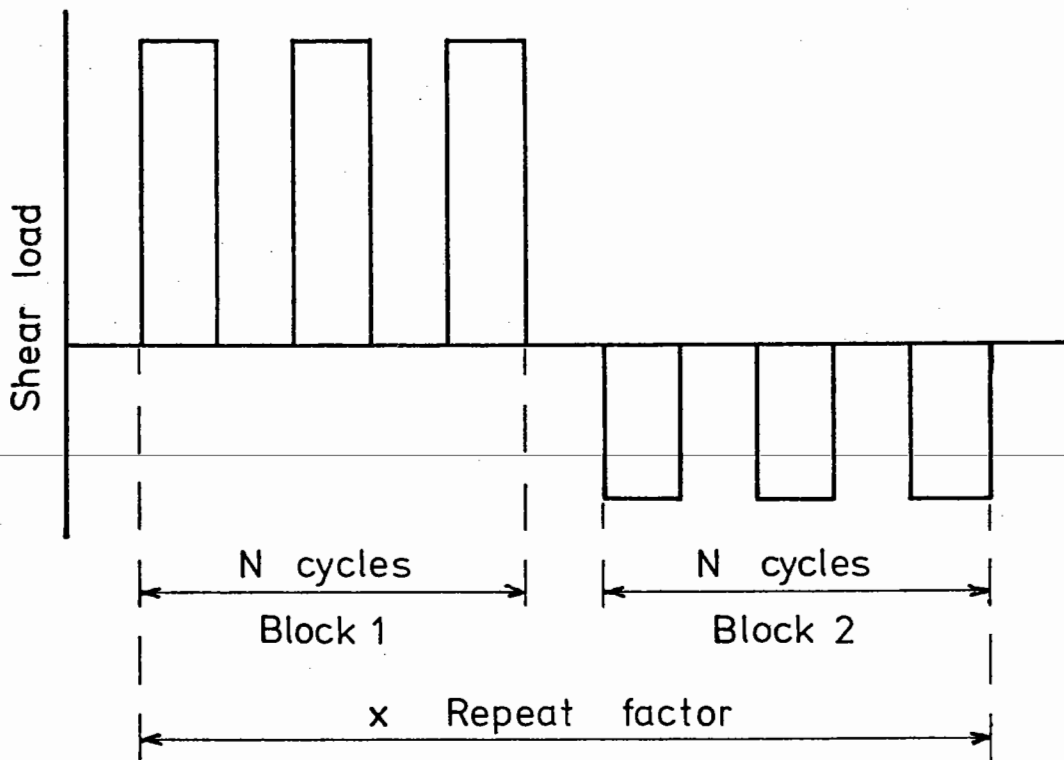 Shear load
N cycles
N cycles
Block 1
Block 2
x Repeat factor